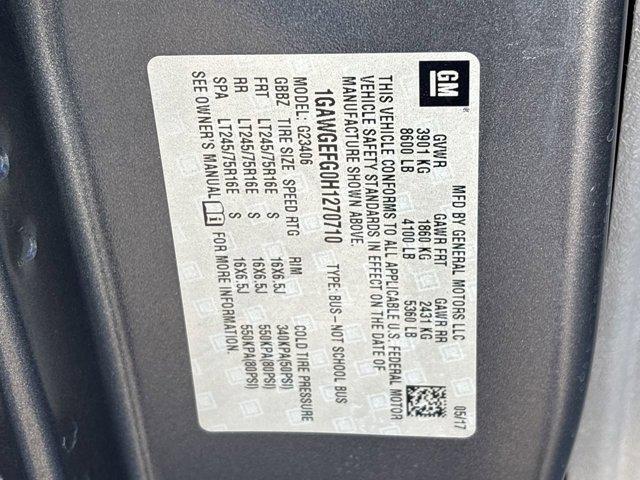 GM
MFD BY GENERAL MOTORS LLC 05/17
GVWR GAWR FRT GAWR RR
3901 KG 1860 KG 2431 KG
8600 LB 4100 LB 5360 LB
THIS VEHICLE CONFORMS TO ALL APPLICABLE U.S. FEDERAL MOTOR
VEHICLE SAFETY STANDARDS IN EFFECT ON THE DATE OF
MANUFACTURE SHOWN ABOVE.
1GAWGEFG0H1270710 TYPE: BUS–NOT SCHOOL BUS
MODEL: G23406
GBBZ TIRE SIZE SPEED RTG RIM COLD TIRE PRESSURE
FRT LT245/75R16E S 16X6.5J 340KPA(50PSI)
RR LT245/75R16E S 16X6.5J 550KPA(80PSI)
SPA LT245/75R16E S 16X6.5J 550KPA(80PSI)
SEE OWNER'S MANUAL FOR MORE INFORMATION.